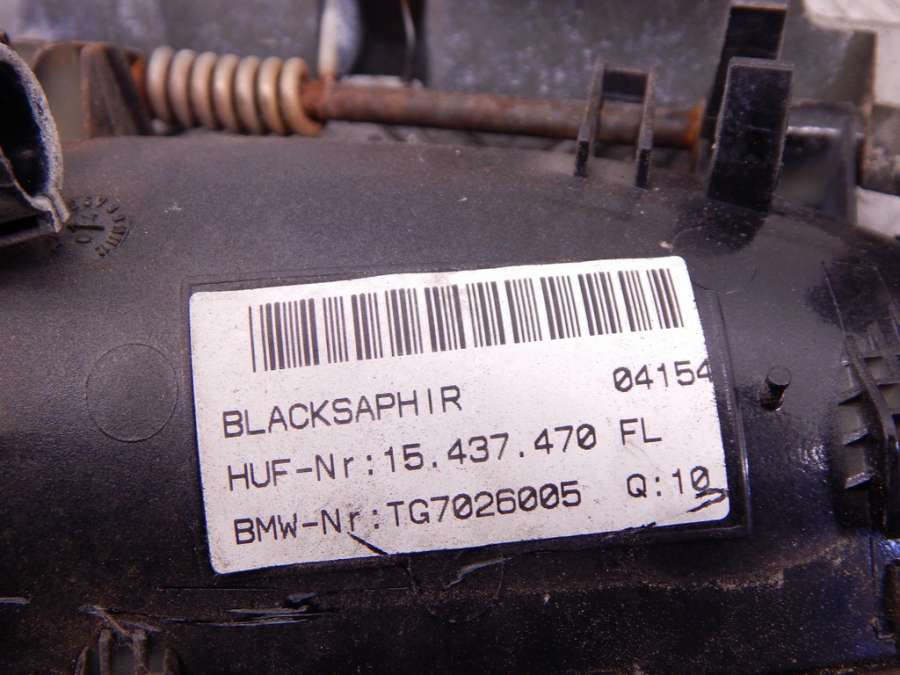 BLACKSAPHIR 04154
HUF-Nr:15.437.470 FL
BMW-Nr:TG7026005 Q:10